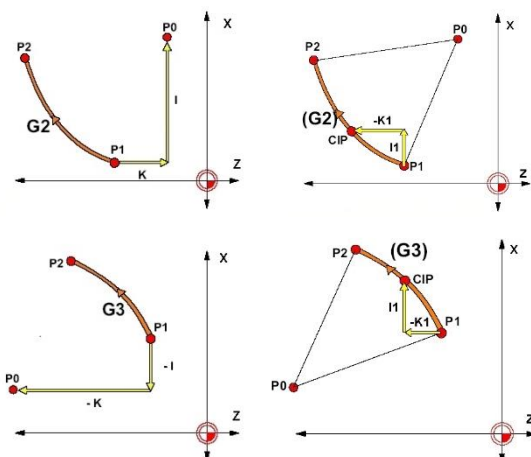 P0
X
P2
I
G2
P1
K
Z
X
P2
P0
(G2)
-K1
CIP
I1
P1
Z
X
P2
G3
P1
- I
P0
- K
Z
X
P2
(G3)
CIP
I1
-K1
P1
P0
Z